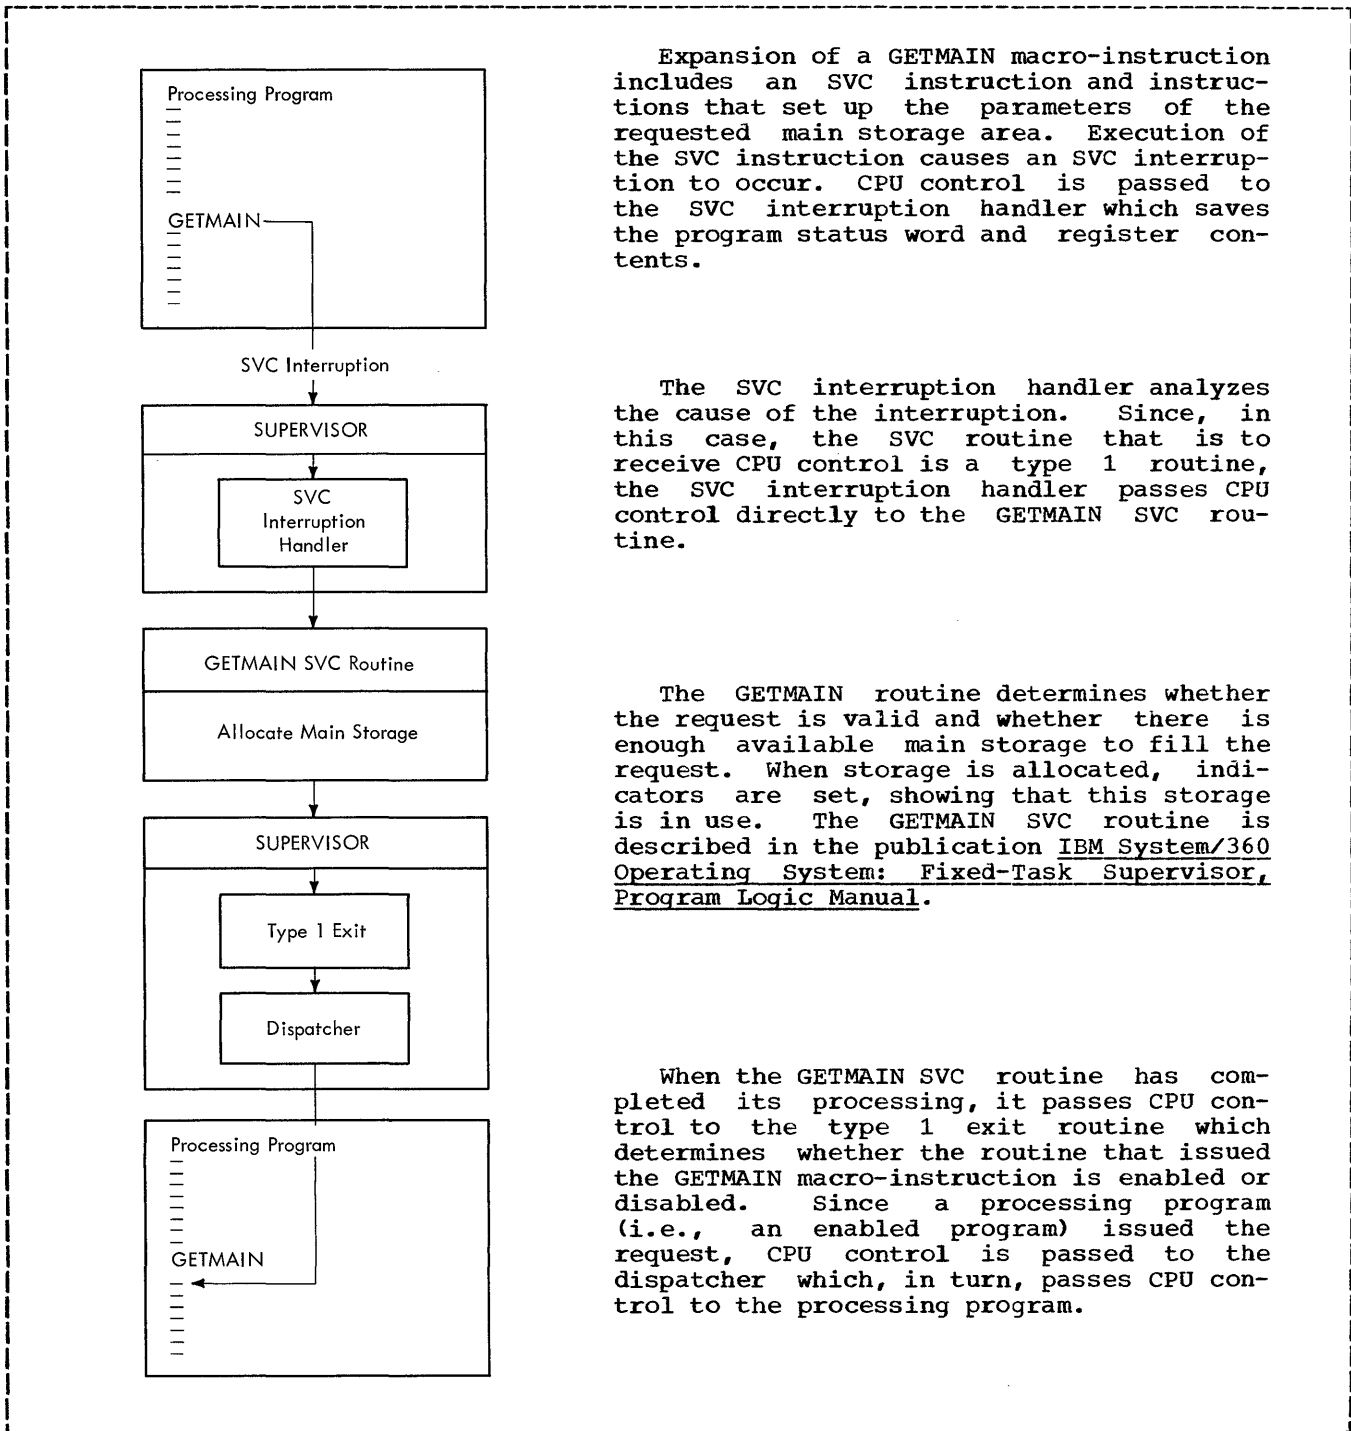 Processing Program
GETMAIN
SVC Interruption
SUPERVISOR
SVC
Interruption
Handler
GETMAIN SVC Routine
Allocate Main Storage
SUPERVISOR
Type 1 Exit
Dispatcher
Processing Program
GETMAIN
Expansion of a GETMAIN macro-instruction
includes an SVC instruction and instruc-
tions that set up the parameters of the
requested main storage area. Execution of
the SVC instruction causes an SVC interrup-
tion to occur. CPU control is passed to
the SVC interruption handler which saves
the program status word and register con-
tents.
The SVC interruption handler analyzes
the cause of the interruption. Since, in
this case, the SVC routine that is to
receive CPU control is a type 1 routine,
the SVC interruption handler passes CPU
control directly to the GETMAIN SVC rou-
tine.
The GETMAIN routine determines whether
the request is valid and whether there is
enough available main storage to fill the
request. When storage is allocated, indi-
cators are set, showing that this storage
is in use. The GETMAIN SVC routine is
described in the publication IBM System/360
Operating System: Fixed-Task Supervisor,
Program Logic Manual.
When the GETMAIN SVC routine has com-
pleted its processing, it passes CPU con-
trol to the type 1 exit routine which
determines whether the routine that issued
the GETMAIN macro-instruction is enabled or
disabled. Since a processing program
(i.e., an enabled program) issued the
request, CPU control is passed to the
dispatcher which, in turn, passes CPU con-
trol to the processing program.